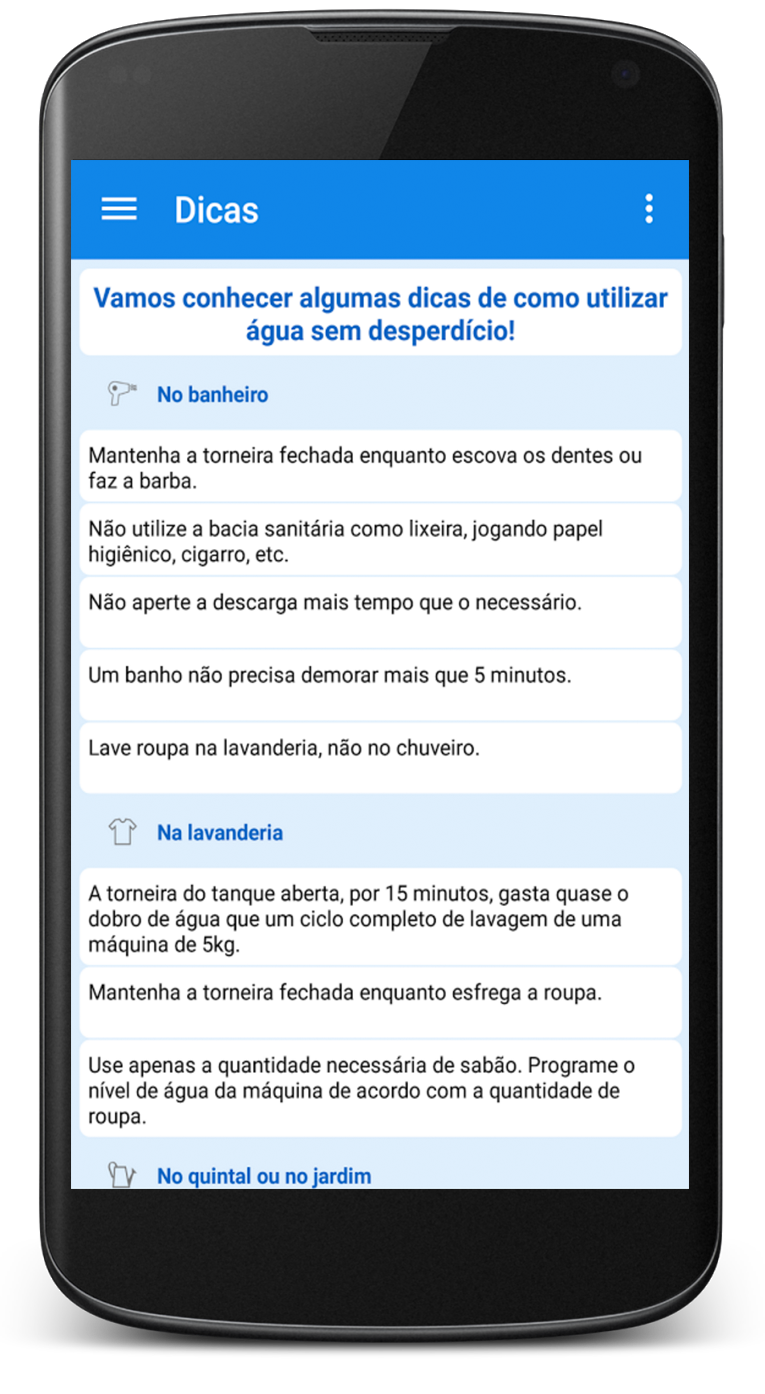 Dicas
Vamos conhecer algumas dicas de como utilizar
água sem desperdício!
No banheiro
Mantenha a torneira fechada enquanto escova os dentes ou
faz a barba.
Não utilize a bacia sanitária como lixeira, jogando papel
higiênico, cigarro, etc.
Não aperte a descarga mais tempo que o necessário.
Um banho não precisa demorar mais que 5 minutos.
Lave roupa na lavanderia, não no chuveiro.
Na lavanderia
A torneira do tanque aberta, por 15 minutos, gasta quase o
dobro de água que um ciclo completo de lavagem de uma
máquina de 5kg.
Mantenha a torneira fechada enquanto esfrega a roupa.
Use apenas a quantidade necessária de sabão. Programe o
nível de água da máquina de acordo com a quantidade de
roupa.
No quintal ou no jardim